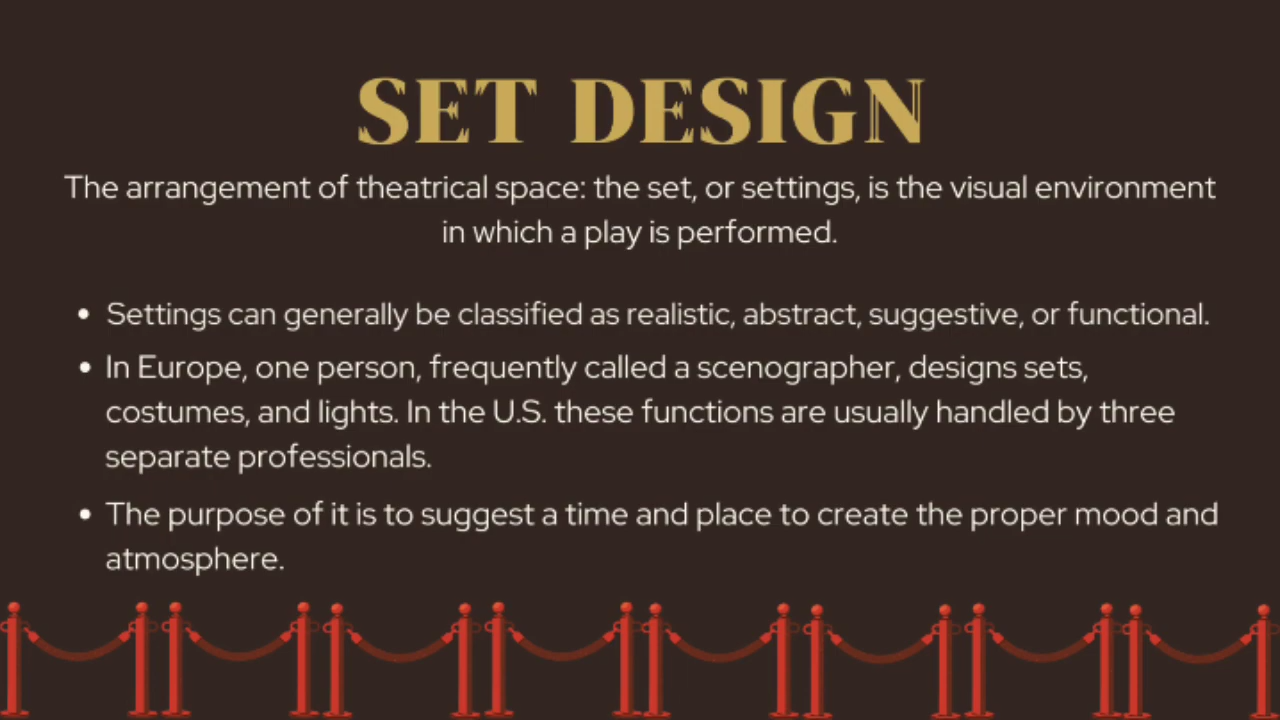 SET DESIGN
The arrangement of theatrical space: the set, or settings, is the visual environment
in which a play is performed.
• Settings can generally be classified as realistic, abstract, suggestive, or functional.
• In Europe, one person, frequently called a scenographer, designs sets,
costumes, and lights. In the U.S. these functions are usually handled by three
separate professionals.
• The purpose of it is to suggest a time and place to create the proper mood and
atmosphere.